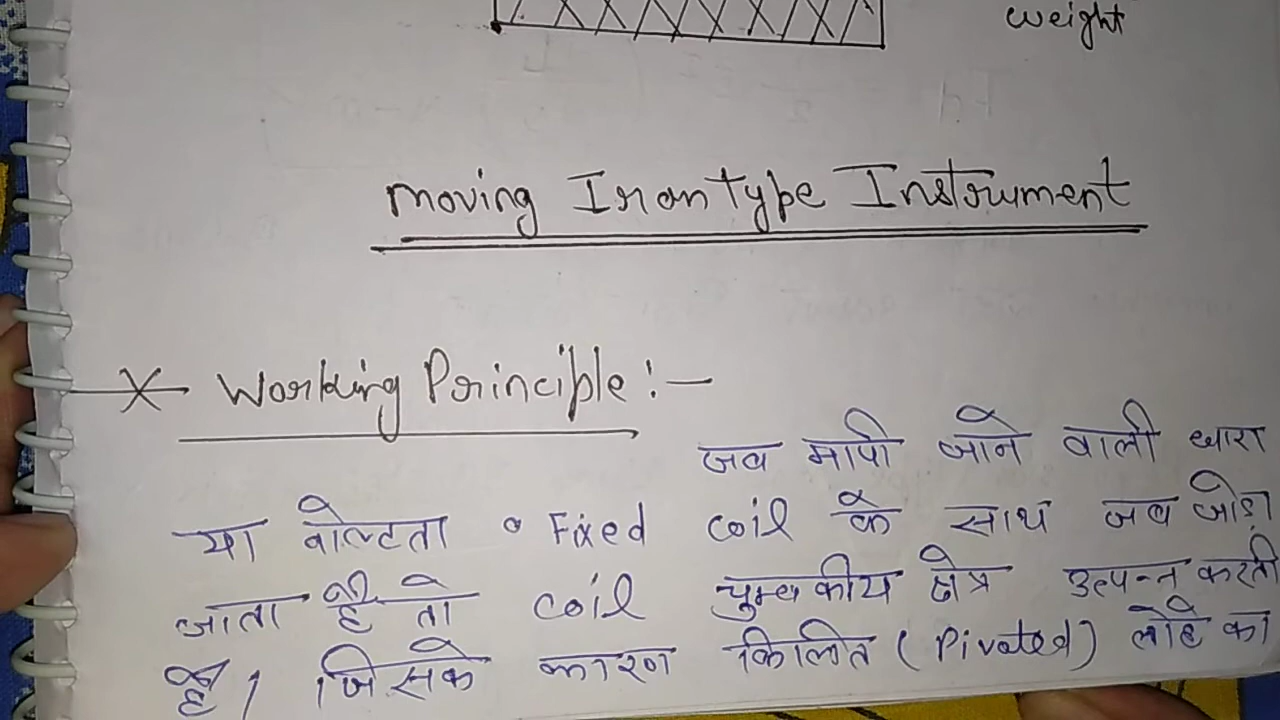 weight
Moving Iron type Instrument
Working Principle :-
जब मापी जाने वाली धारा
या वोल्टता Fixed coil के साथ जब जोड़ा
जाता है तो coil चुम्बकीय क्षेत्र उत्पन्न करती
है। जिसके कारण किलित (Pivated) लोहे का